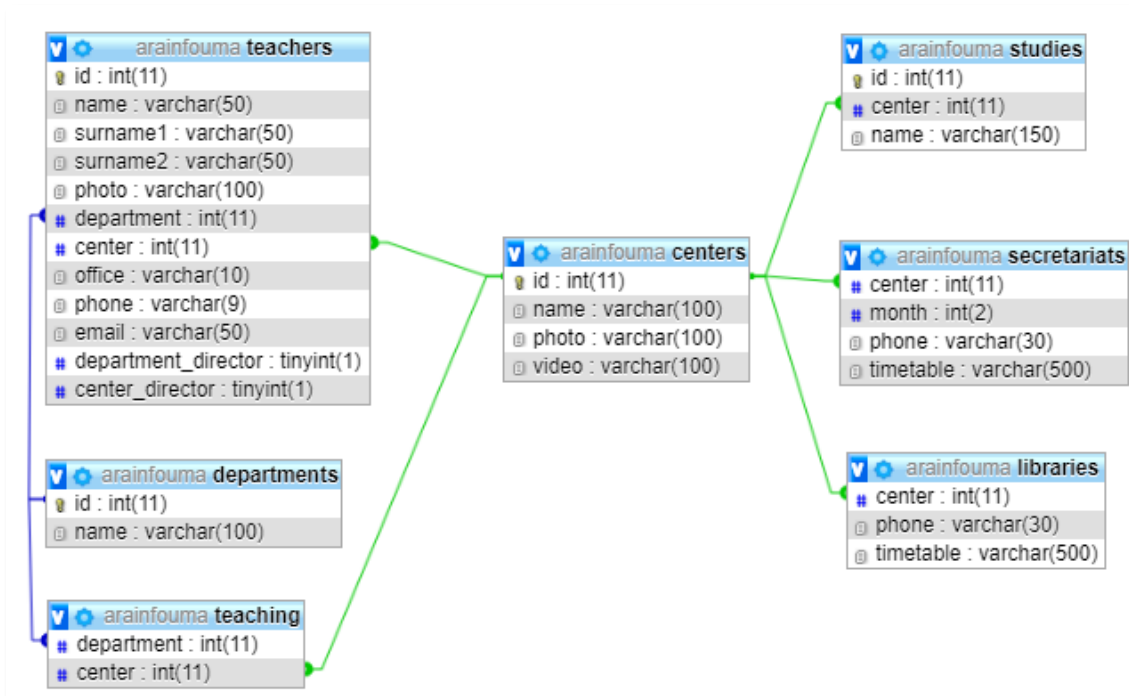 arainfouma teachers
id : int(11)
name : varchar(50)
surname1 : varchar(50)
surname2 : varchar(50)
photo : varchar(100)
department : int(11)
center : int(11)
office : varchar(10)
phone : varchar(9)
email : varchar(50)
department_director : tinyint(1)
center_director : tinyint(1)
arainfouma departments
id : int(11)
name : varchar(100)
arainfouma teaching
department : int(11)
center : int(11)
arainfouma centers
id : int(11)
name : varchar(100)
photo : varchar(100)
video : varchar(100)
arainfouma studies
id : int(11)
center : int(11)
name : varchar(150)
arainfouma secretariats
center : int(11)
month : int(2)
phone : varchar(30)
timetable : varchar(500)
arainfouma libraries
center : int(11)
phone : varchar(30)
timetable : varchar(500)